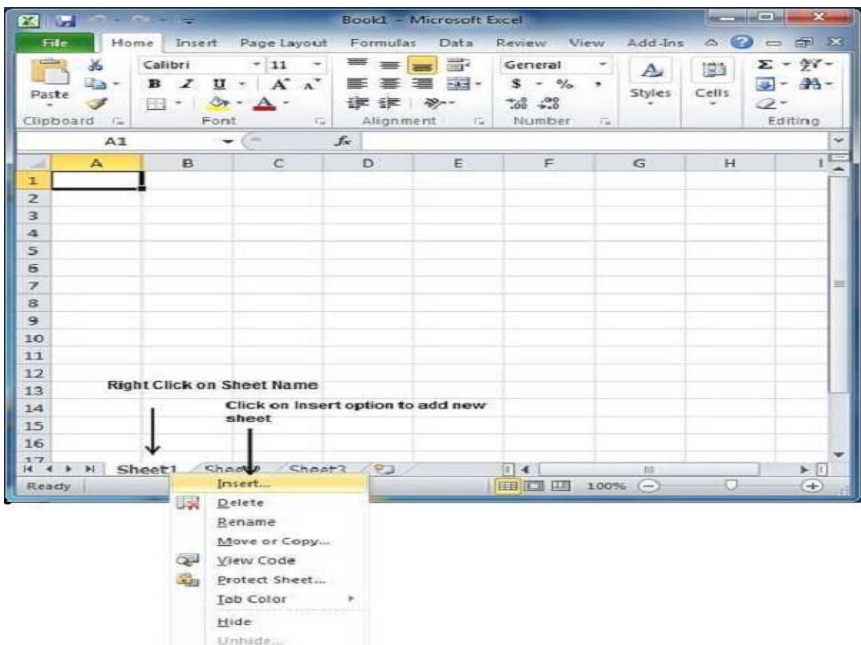 Book1 - Microsoft Excel
File Home Insert Page Layout Formulas Data Review View Add-Ins
Calibri 11 General
Paste B I U A A A $ % , Styles Cells Σ
.00 .00
Clipboard Font Alignment Number Editing
A1 fx
A B C D E F G H I
1
2
3
4
5
6
7
8
9
10
11
12
13
14
15
16
17
Right Click on Sheet Name
Click on Insert option to add new
sheet
Sheet1 Sheet3
Ready 100%
Insert...
Delete
Rename
Move or Copy...
View Code
Protect Sheet...
Tab Color
Hide
Unhide...